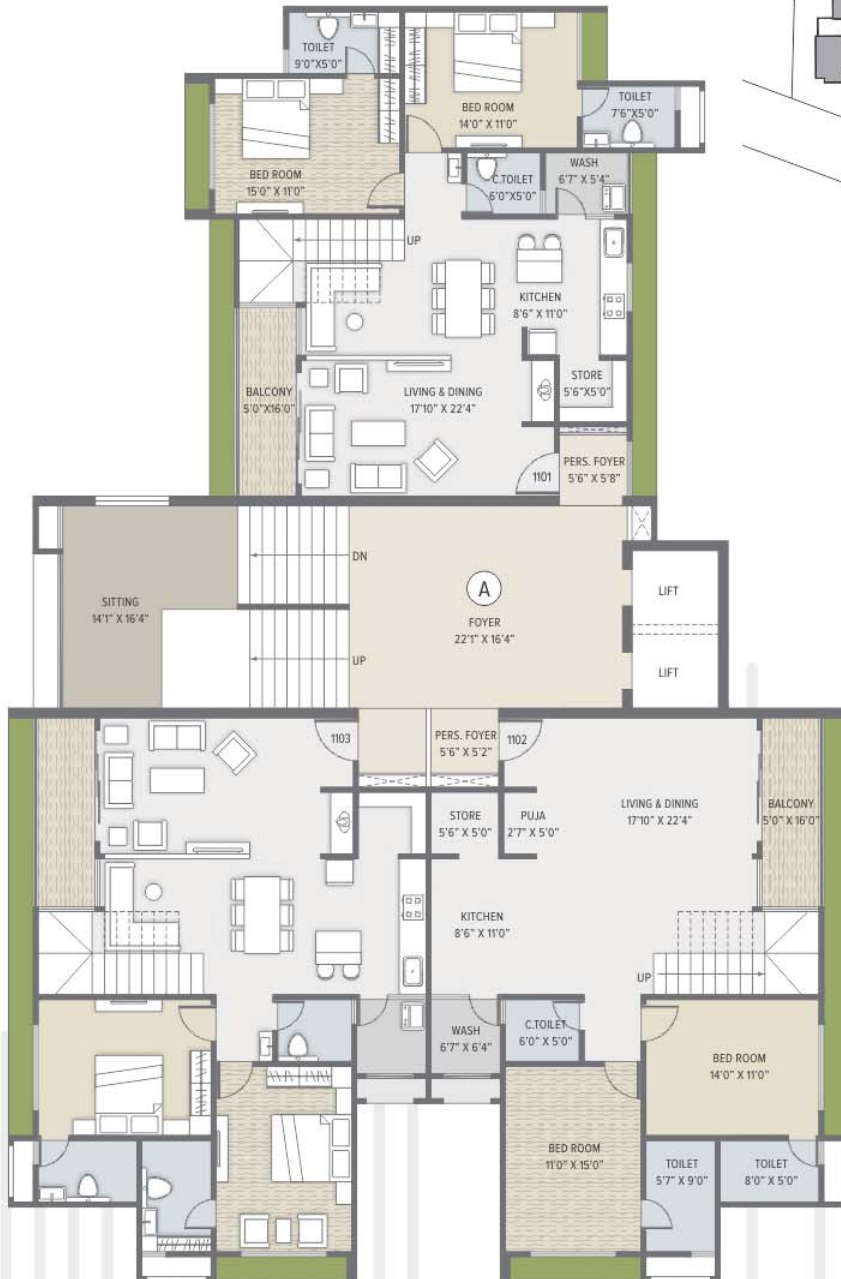 TOILET
9'0"X5'0"
BED ROOM
14'0" X 11'0"
TOILET
7'6"X5'0"
BED ROOM
15'0" X 11'0"
C.TOILET
6'0"X5'0"
WASH
6'7" X 5'4"
UP
KITCHEN
8'6" X 11'0"
BALCONY
5'0"X16'0"
LIVING & DINING
17'10" X 22'4"
STORE
5'6"X5'0"
1101
PERS. FOYER
5'6" X 5'8"
DN
SITTING
14'1" X 16'4"
A
FOYER
22'1" X 16'4"
LIFT
UP
LIFT
1103
PERS. FOYER
5'6" X 5'2"
1102
STORE
5'6" X 5'0"
PUJA
2'7" X 5'0"
LIVING & DINING
17'10" X 22'4"
BALCONY
5'0" X 16'0"
KITCHEN
8'6" X 11'0"
UP
WASH
6'7" X 6'4"
C.TOILET
6'0" X 5'0"
BED ROOM
14'0" X 11'0"
BED ROOM
11'0" X 15'0"
TOILET
5'7" X 9'0"
TOILET
8'0" X 5'0"